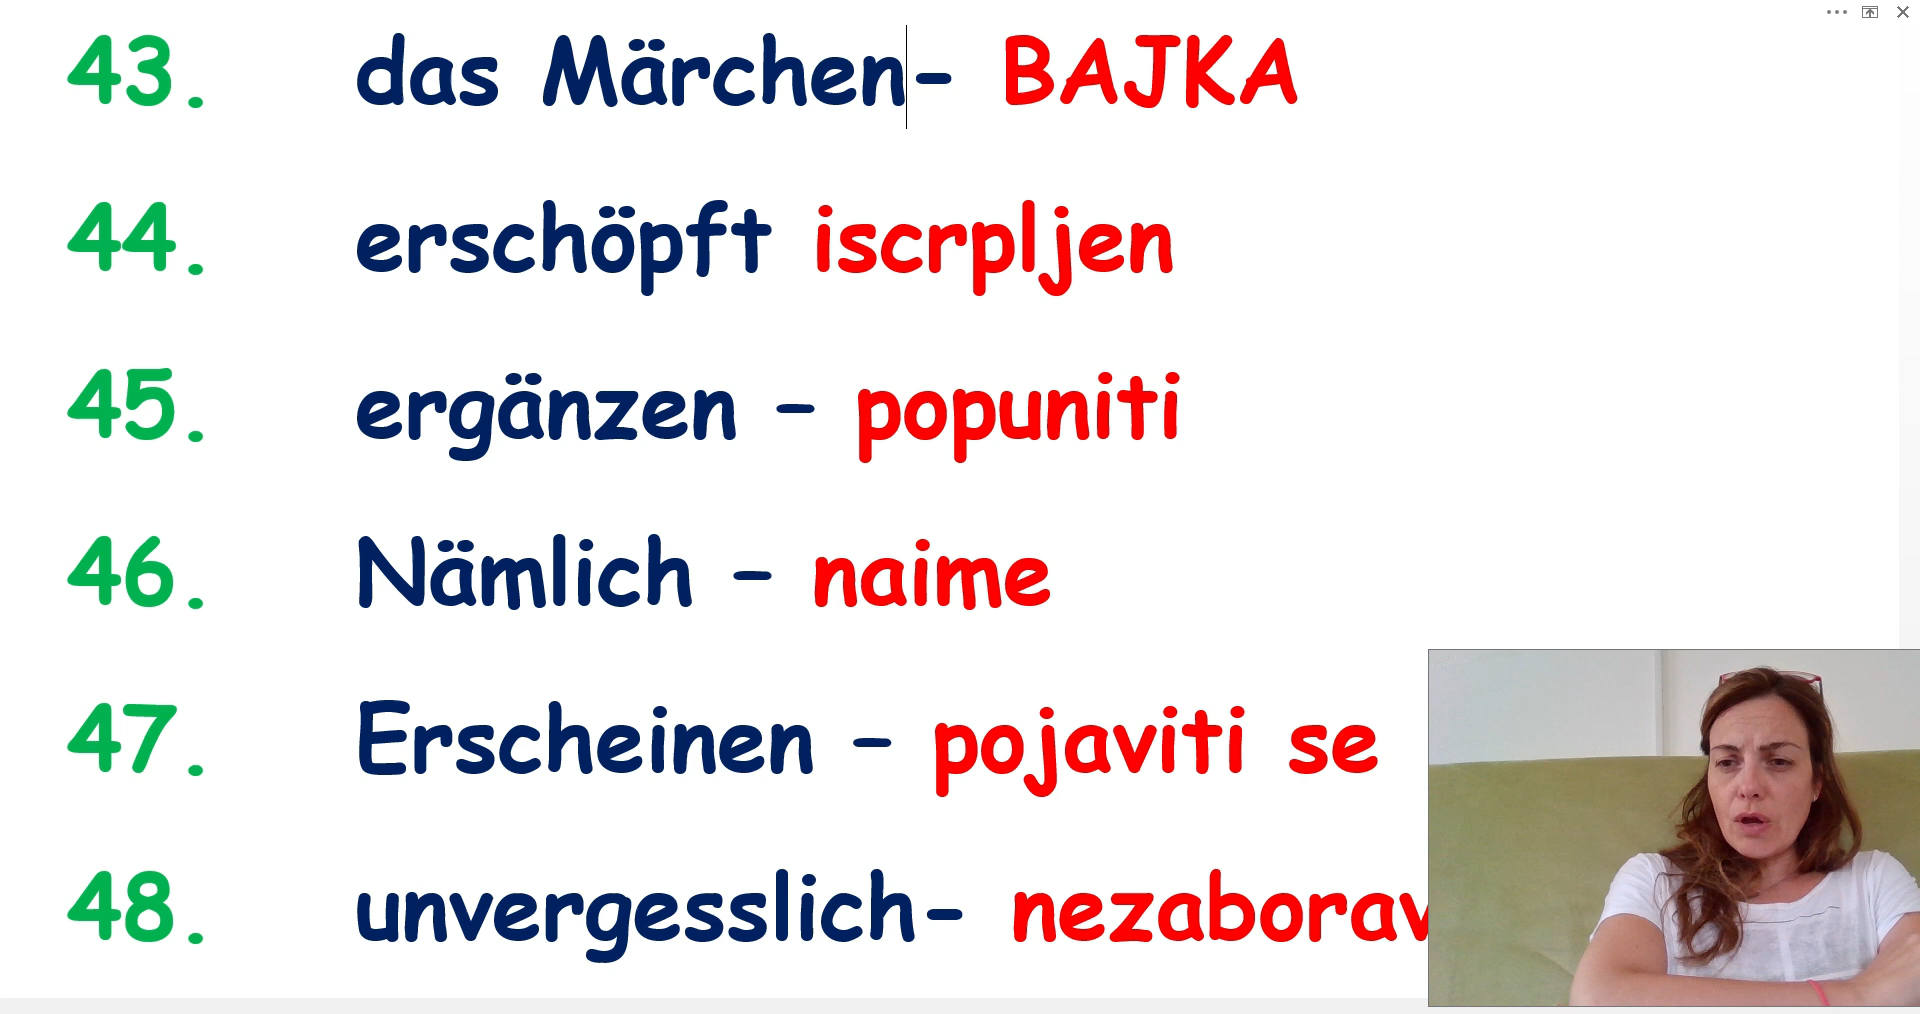 43. das Märchen- BAJKA
44. erschöpft iscrpljen
45. ergänzen – popuniti
46. Nämlich – naime
47. Erscheinen – pojaviti se
48. unvergesslich-